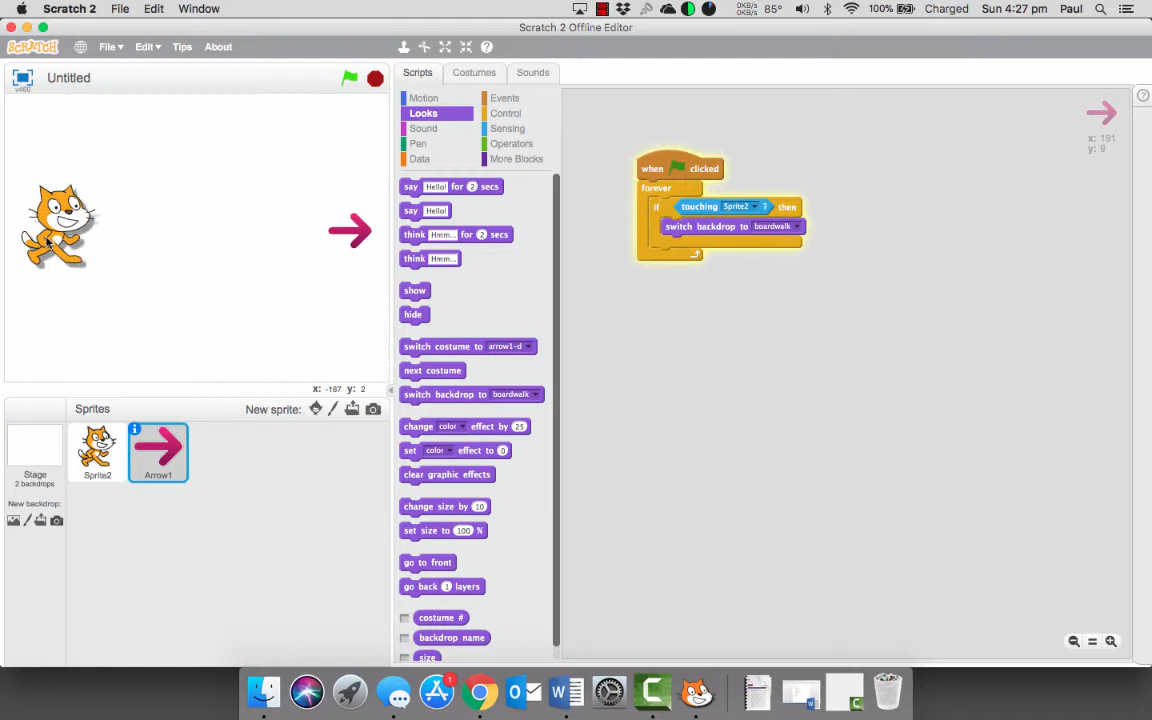 Scratch 2 File Edit Window 0KB/s 0KB/s 85° 100% Charged Sun 4:27 pm Paul
Scratch 2 Offline Editor
SCRATCH File Edit Tips About
Untitled
v460
Scripts Costumes Sounds
Motion Events
Looks Control
Sound Sensing
Pen Operators
Data More Blocks
say Hello! for 2 secs
say Hello!
think Hmm... for 2 secs
think Hmm...
show
hide
switch costume to arrow1-d
next costume
switch backdrop to boardwalk
change color effect by 25
set color effect to 0
clear graphic effects
change size by 10
set size to 100 %
go to front
go back 1 layers
costume #
backdrop name
size
when clicked
forever
if touching Sprite2 ? then
switch backdrop to boardwalk
x: 191
y: 9
x: -187 y: 2
Sprites New sprite:
Stage
2 backdrops
New backdrop:
Sprite2
Arrow1
1